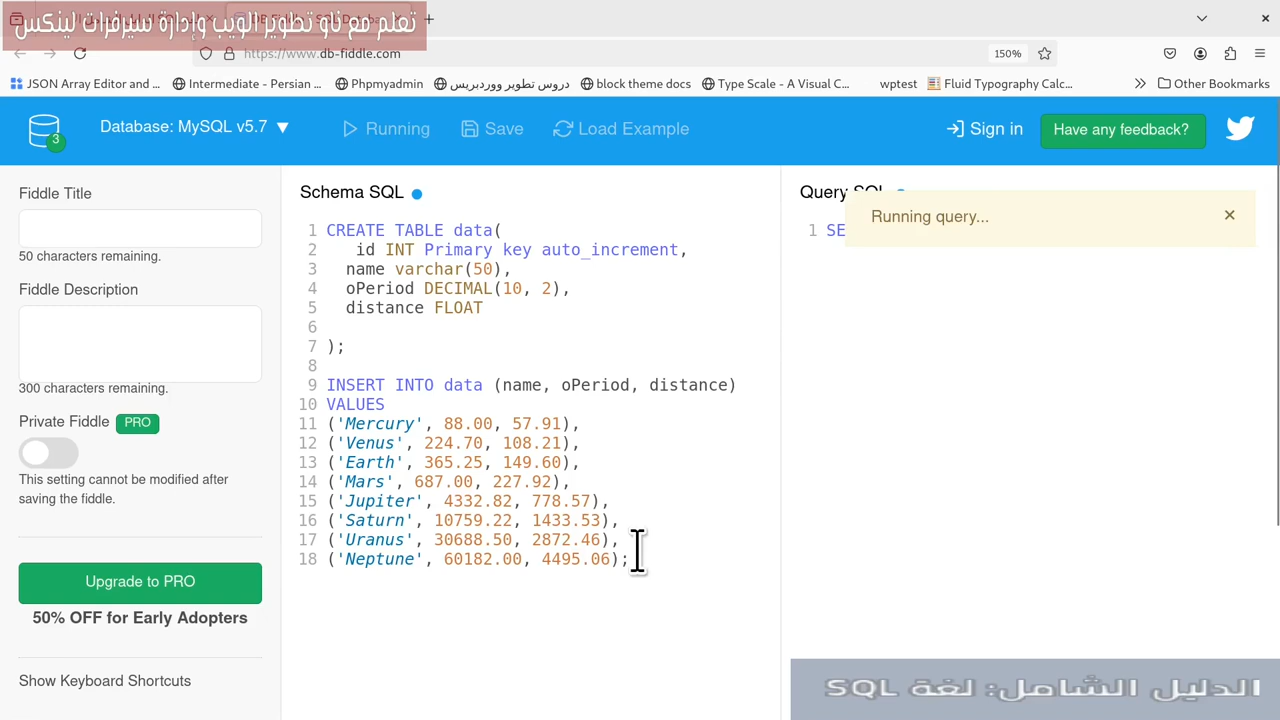 تعلم مع ناو تطوير الويب وإدارة سيرفرات لينكس
https://www.db-fiddle.com
150%
JSON Array Editor and ...
Intermediate - Persian ...
Phpmyadmin
دروس تطوير ووردبريس
block theme docs
Type Scale - A Visual C...
wptest
Fluid Typography Calc...
Other Bookmarks
3
Database: MySQL v5.7
Running
Save
Load Example
Sign in
Have any feedback?
Fiddle Title
50 characters remaining.
Fiddle Description
300 characters remaining.
Private Fiddle PRO
This setting cannot be modified after
saving the fiddle.
Upgrade to PRO
50% OFF for Early Adopters
Show Keyboard Shortcuts
Schema SQL
1 CREATE TABLE data(
2 id INT Primary key auto_increment,
3 name varchar(50),
4 oPeriod DECIMAL(10, 2),
5 distance FLOAT
6
7 );
8
9 INSERT INTO data (name, oPeriod, distance)
10 VALUES
11 ('Mercury', 88.00, 57.91),
12 ('Venus', 224.70, 108.21),
13 ('Earth', 365.25, 149.60),
14 ('Mars', 687.00, 227.92),
15 ('Jupiter', 4332.82, 778.57),
16 ('Saturn', 10759.22, 1433.53),
17 ('Uranus', 30688.50, 2872.46),
18 ('Neptune', 60182.00, 4495.06);
Query SQL
Running query...
1 SE
الدليل الشامل: لغة SQL